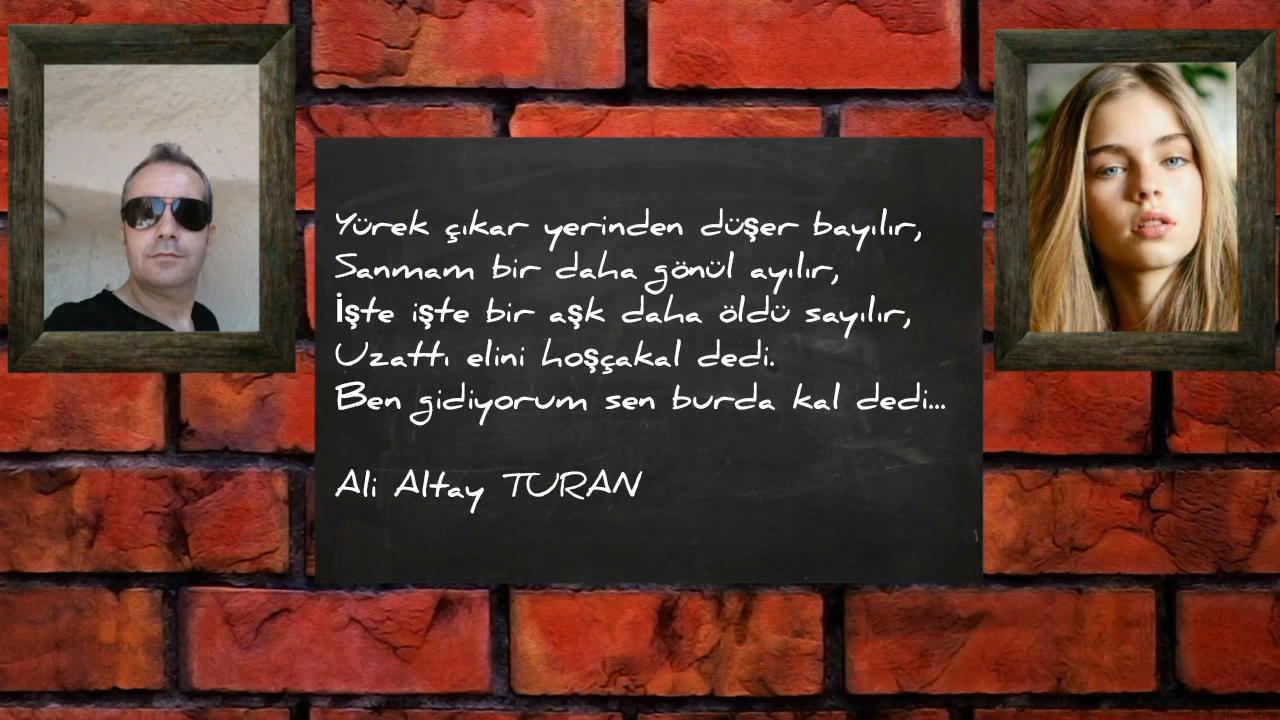 Yürek çıkar yerinden düşer bayılır,
Sanmam bir daha gönül ayılır,
İşte işte bir aşk daha öldü sayılır,
Uzattı elini hoşçakal dedi.
Ben gidiyorum sen burda kal dedi...
Ali Altay TURAN